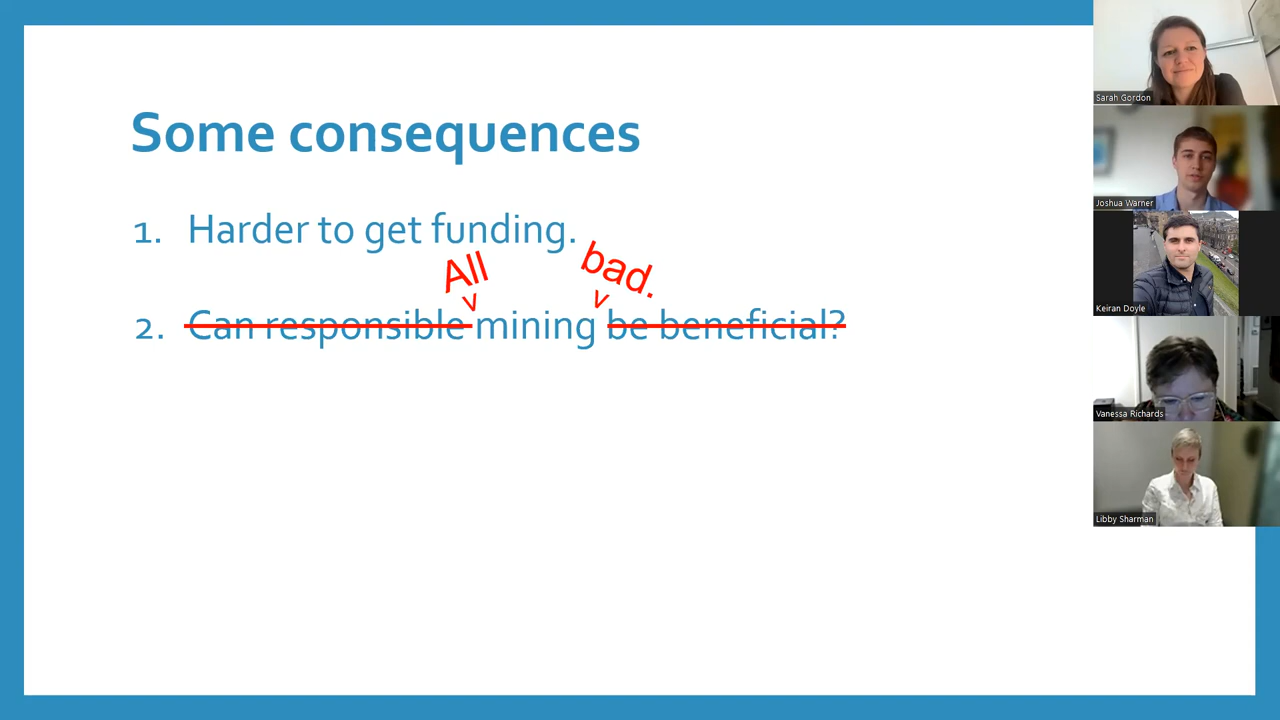 Some consequences
1. Harder to get funding.
All bad.
2. Can responsible mining be beneficial?
Sarah Gordon
Joshua Warner
Keiran Doyle
Vanessa Richards
Libby Sharman